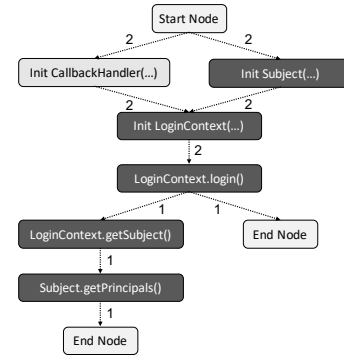 Start Node
2 2
Init CallbackHandler(...) Init Subject(...)
2 2
Init LoginContext(...)
2
LoginContext.login()
1 1
LoginContext.getSubject() End Node
1
Subject.getPrincipals()
1
End Node